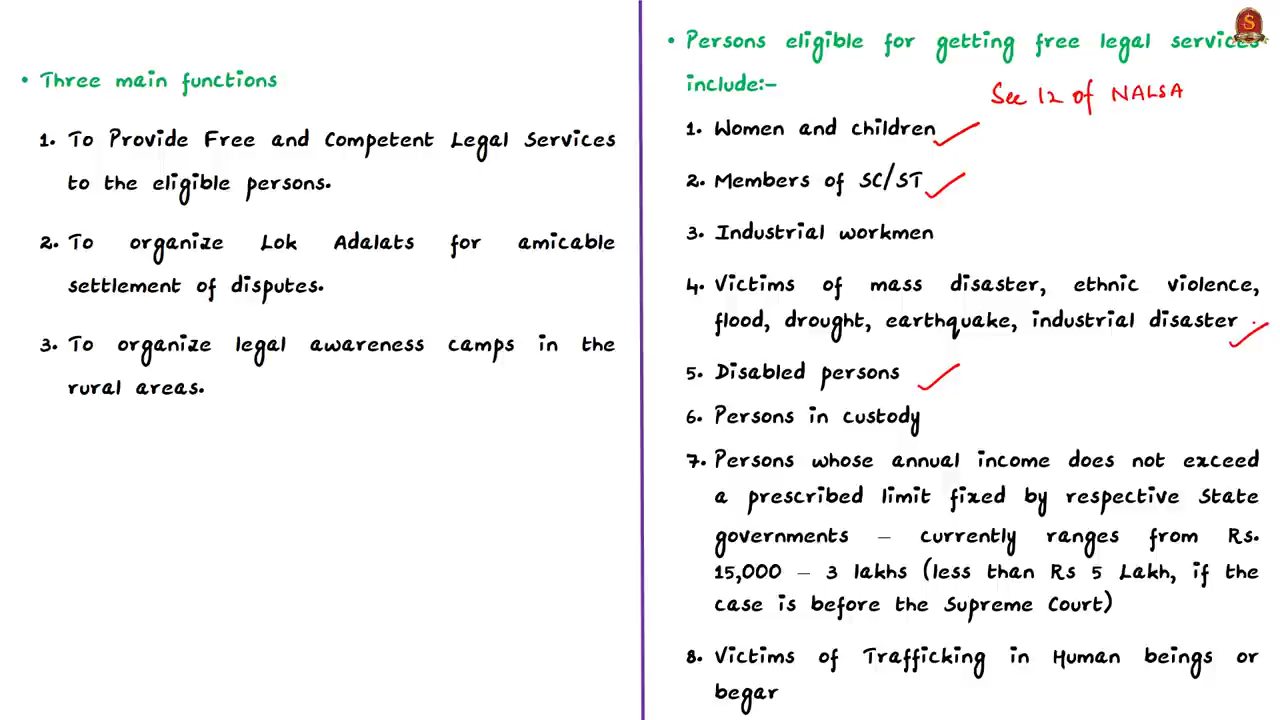 • Three main functions
1. To Provide Free and Competent Legal Services
to the eligible persons.
2. To organize Lok Adalats for amicable
settlement of disputes.
3. To organize legal awareness camps in the
rural areas.
• Persons eligible for getting free legal services
include:-
See 12 of NALSA
1. Women and children
2. Members of SC/ST
3. Industrial workmen
4. Victims of mass disaster, ethnic violence,
flood, drought, earthquake, industrial disaster
5. Disabled persons
6. Persons in custody
7. Persons whose annual income does not exceed
a prescribed limit fixed by respective State
governments – currently ranges from Rs.
15,000 – 3 lakhs (less than Rs 5 Lakh, if the
case is before the Supreme Court)
8. Victims of Trafficking in Human beings or
begar